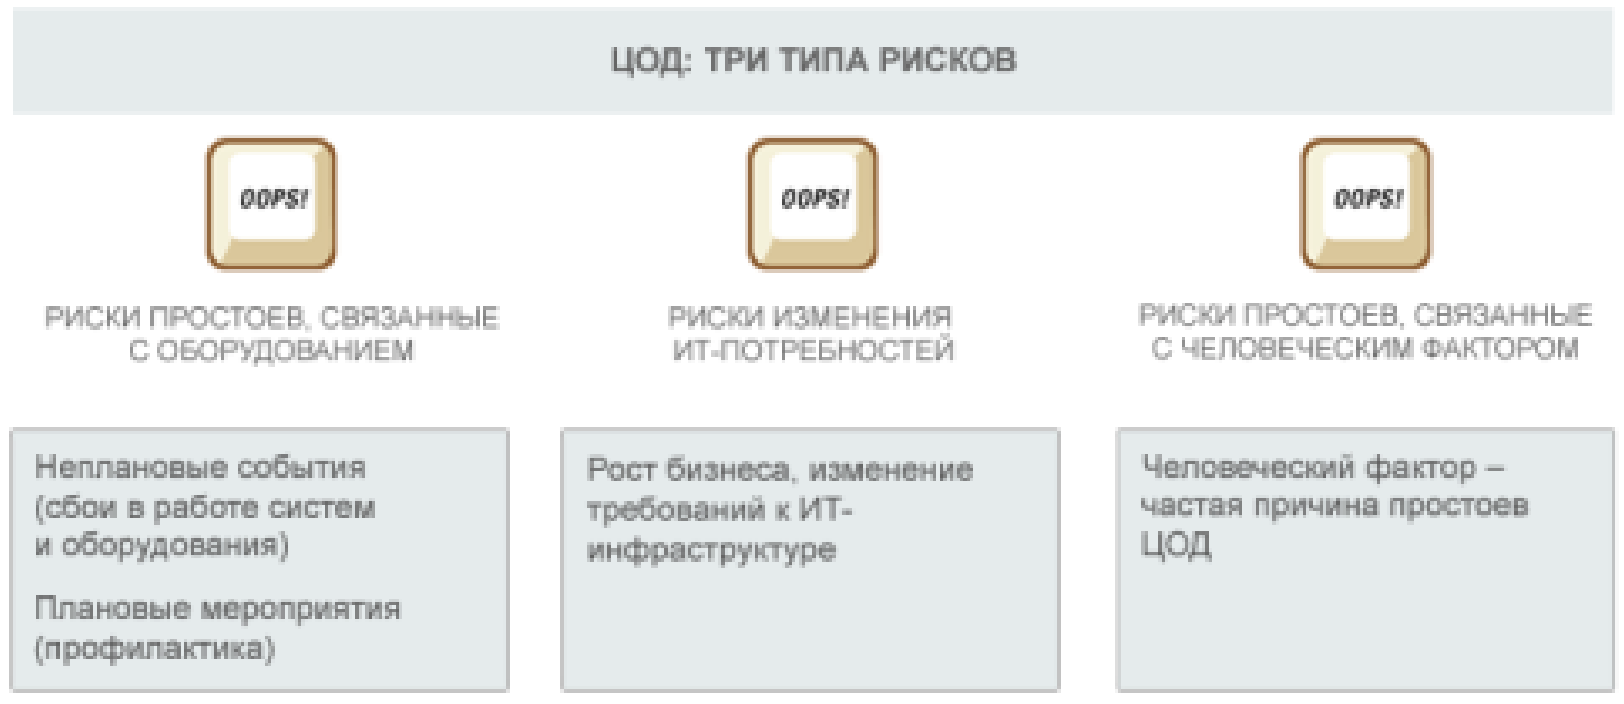 ЦОД: ТРИ ТИПА РИСКОВ
OOPS!
OOPS!
OOPS!
РИСКИ ПРОСТОЕВ, СВЯЗАННЫЕ
С ОБОРУДОВАНИЕМ
РИСКИ ИЗМЕНЕНИЯ
ИТ-ПОТРЕБНОСТЕЙ
РИСКИ ПРОСТОЕВ, СВЯЗАННЫЕ
С ЧЕЛОВЕЧЕСКИМ ФАКТОРОМ
Неплановые события
(сбои в работе систем
и оборудования)
Плановые мероприятия
(профилактика)
Рост бизнеса, изменение
требований к ИТ-
инфраструктуре
Человеческий фактор –
частая причина простоев
ЦОД